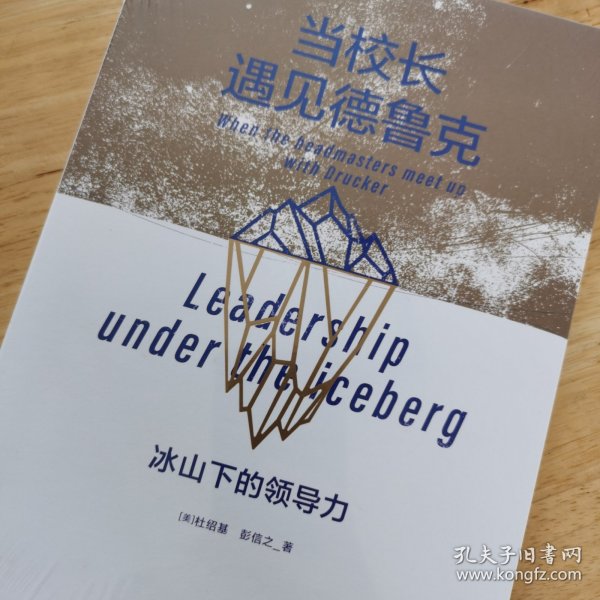 当校长
遇见德鲁克
When the headmasters meet up
with Drucker
Leadership
under the iceberg
冰山下的领导力
[美]杜绍基 彭信之_著
孔夫子旧书网
www.kongfz.com